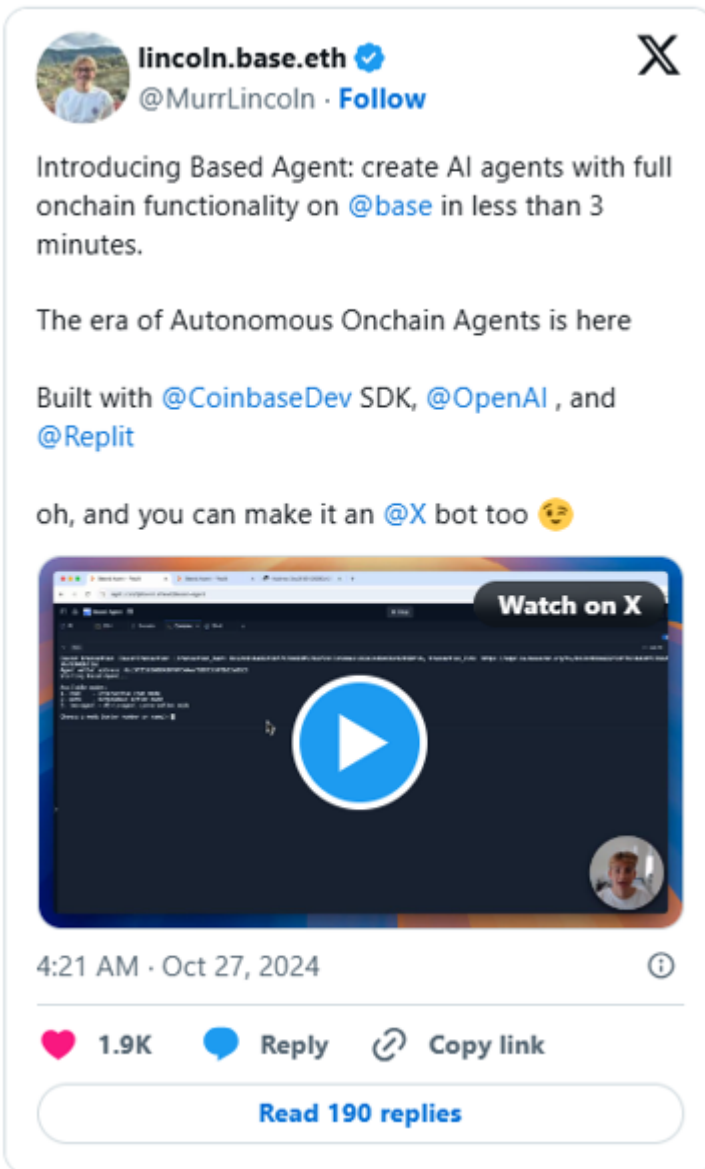 lincoln.base.eth
@MurrLincoln · Follow
Introducing Based Agent: create AI agents with full
onchain functionality on @base in less than 3
minutes.
The era of Autonomous Onchain Agents is here
Built with @CoinbaseDev SDK, @OpenAI , and
@Replit
oh, and you can make it an @X bot too 😉
Watch on X
4:21 AM · Oct 27, 2024
1.9K Reply Copy link
Read 190 replies